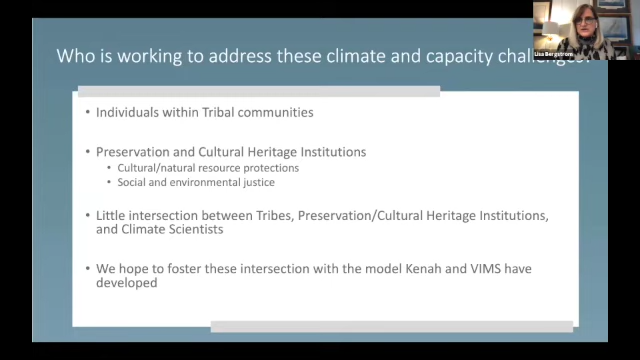 Who is working to address these climate and capacity challenges?
Lisa Bergstrom
• Individuals within Tribal communities
• Preservation and Cultural Heritage Institutions
• Cultural/natural resource protections
• Social and environmental justice
• Little intersection between Tribes, Preservation/Cultural Heritage Institutions,
and Climate Scientists
• We hope to foster these intersection with the model Kenah and VIMS have
developed